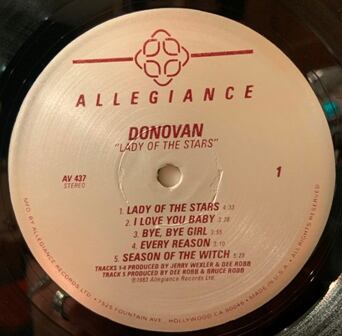 ALLEGIANCE
DONOVAN
"LADY OF THE STARS"
AV 437
STEREO
1
1. LADY OF THE STARS 4:33
2. I LOVE YOU BABY 3:28
3. BYE, BYE GIRL 3:55
4. EVERY REASON 3:10
5. SEASON OF THE WITCH 5:29
TRACKS 1-4 PRODUCED BY JERRY WEXLER & DEE ROBB
TRACK 5 PRODUCED BY DEE ROBB & BRUCE ROBB
℗1983 Allegiance Records Ltd.
MFD. BY ALLEGIANCE RECORDS LTD. • 7525 FOUNTAIN AVE., HOLLYWOOD CA 90046 • MADE IN U.S.A. • ALL RIGHTS RESERVED